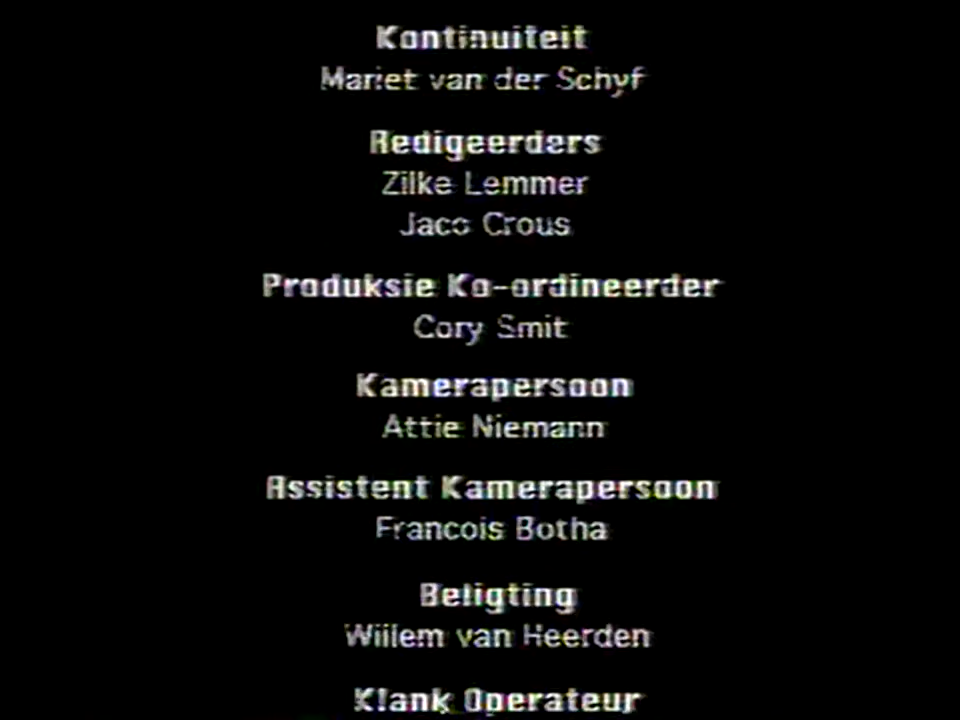 Kontinuiteit
Mariet van der Schyf
Redigeerders
Zilke Lemmer
Jaco Crous
Produksie Ko-ordineerder
Cory Smit
Kamerapersoon
Attie Niemann
Assistent Kamerapersoon
Francois Botha
Beligting
Willem van Heerden
Klank Operateur